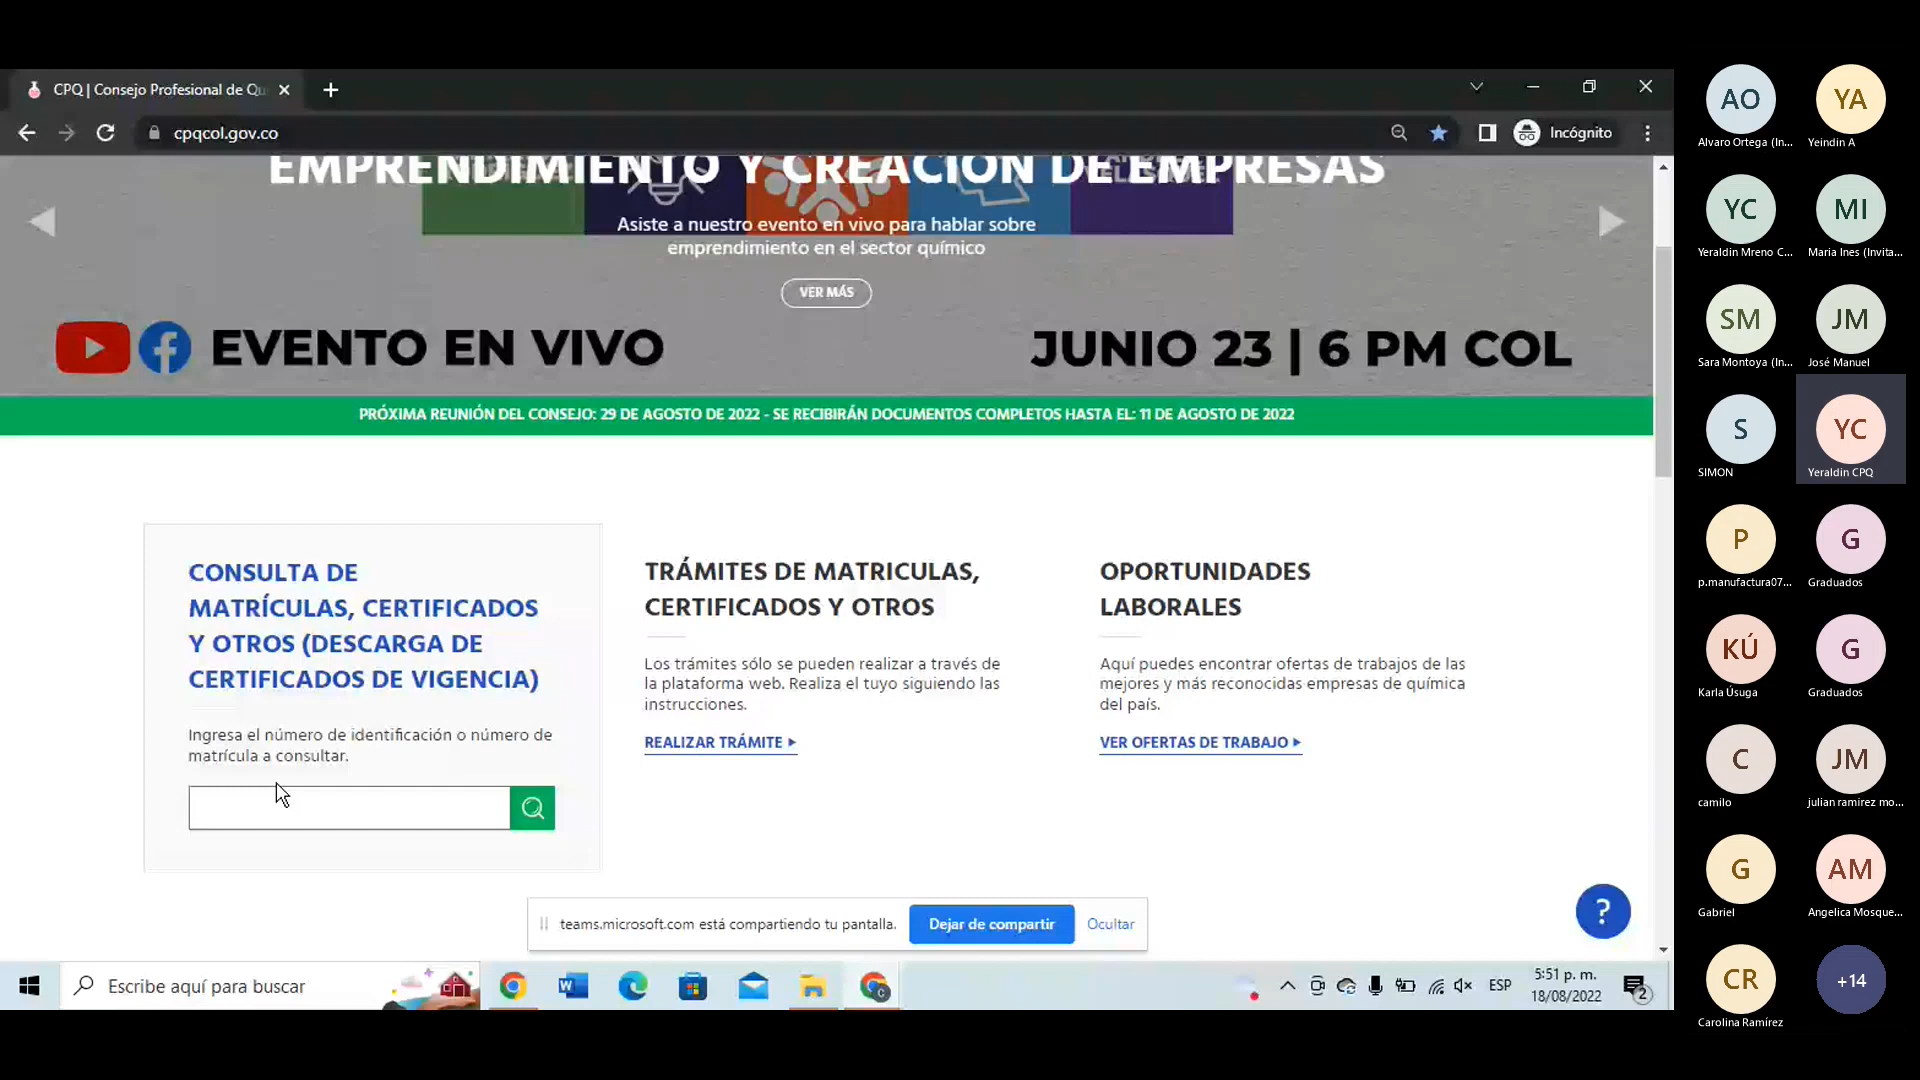 CPQ | Consejo Profesional de Qu
cpqcol.gov.co
Incógnito
EMPRENDIMIENTO Y CREACIÓN DE EMPRESAS
Asiste a nuestro evento en vivo para hablar sobre
emprendimiento en el sector químico
VER MÁS
EVENTO EN VIVO
JUNIO 23 | 6 PM COL
PRÓXIMA REUNIÓN DEL CONSEJO: 29 DE AGOSTO DE 2022 - SE RECIBIRÁN DOCUMENTOS COMPLETOS HASTA EL: 11 DE AGOSTO DE 2022
CONSULTA DE
MATRÍCULAS, CERTIFICADOS
Y OTROS (DESCARGA DE
CERTIFICADOS DE VIGENCIA)
Ingresa el número de identificación o número de
matrícula a consultar.
TRÁMITES DE MATRICULAS,
CERTIFICADOS Y OTROS
Los trámites sólo se pueden realizar a través de
la plataforma web. Realiza el tuyo siguiendo las
instrucciones.
REALIZAR TRÁMITE
OPORTUNIDADES
LABORALES
Aquí puedes encontrar ofertas de trabajos de las
mejores y más reconocidas empresas de química
del país.
VER OFERTAS DE TRABAJO
?
teams.microsoft.com está compartiendo tu pantalla.
Dejar de compartir
Ocultar
Escribe aquí para buscar
ESP
5:51 p. m.
18/08/2022
2
AO
Alvaro Ortega (In...
YA
Yeindin A
YC
Yeraldin Mreno C...
MI
Maria Ines (Invita...
SM
Sara Montoya (In...
JM
José Manuel
S
SIMON
YC
Yeraldin CPQ
P
p.manufactura07...
G
Graduados
KÚ
Karla Úsuga
G
Graduados
C
camilo
JM
julian ramirez mo...
G
Gabriel
AM
Angelica Mosque...
CR
Carolina Ramírez
+14